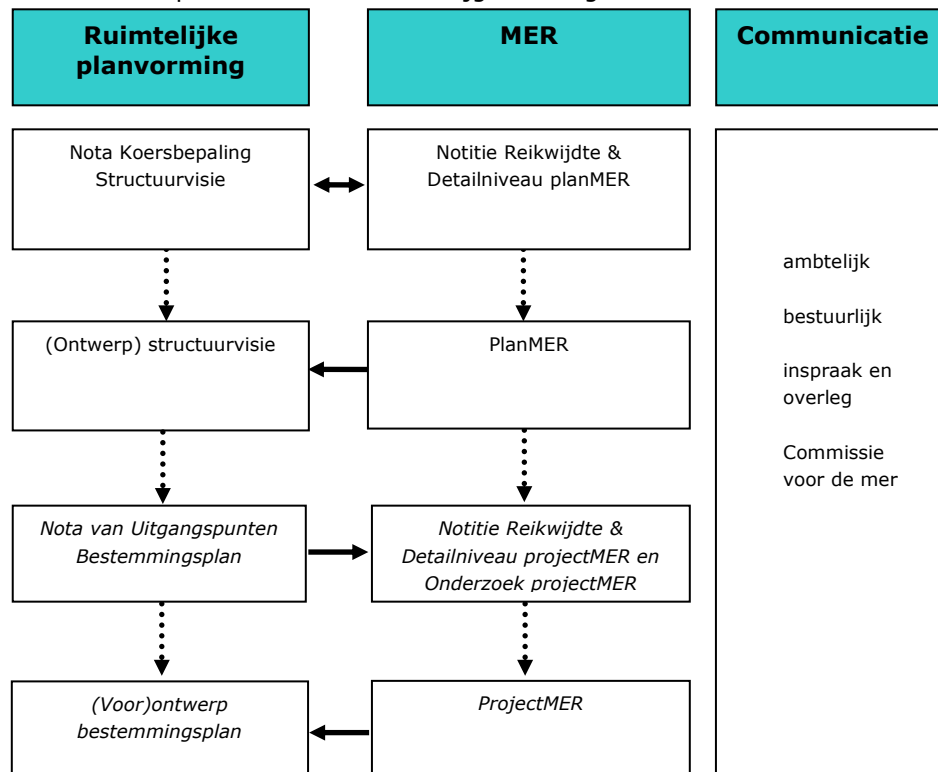 Ruimtelijke
planvorming
MER
Communicatie
Nota Koersbepaling
Structuurvisie
Notitie Reikwijdte &
Detailniveau planMER
(Ontwerp) structuurvisie
PlanMER
Nota van Uitgangspunten
Bestemmingsplan
Notitie Reikwijdte &
Detailniveau projectMER en
Onderzoek projectMER
(Voor)ontwerp
bestemmingsplan
ProjectMER
ambtelijk
bestuurlijk
inspraak en
overleg
Commissie
voor de mer